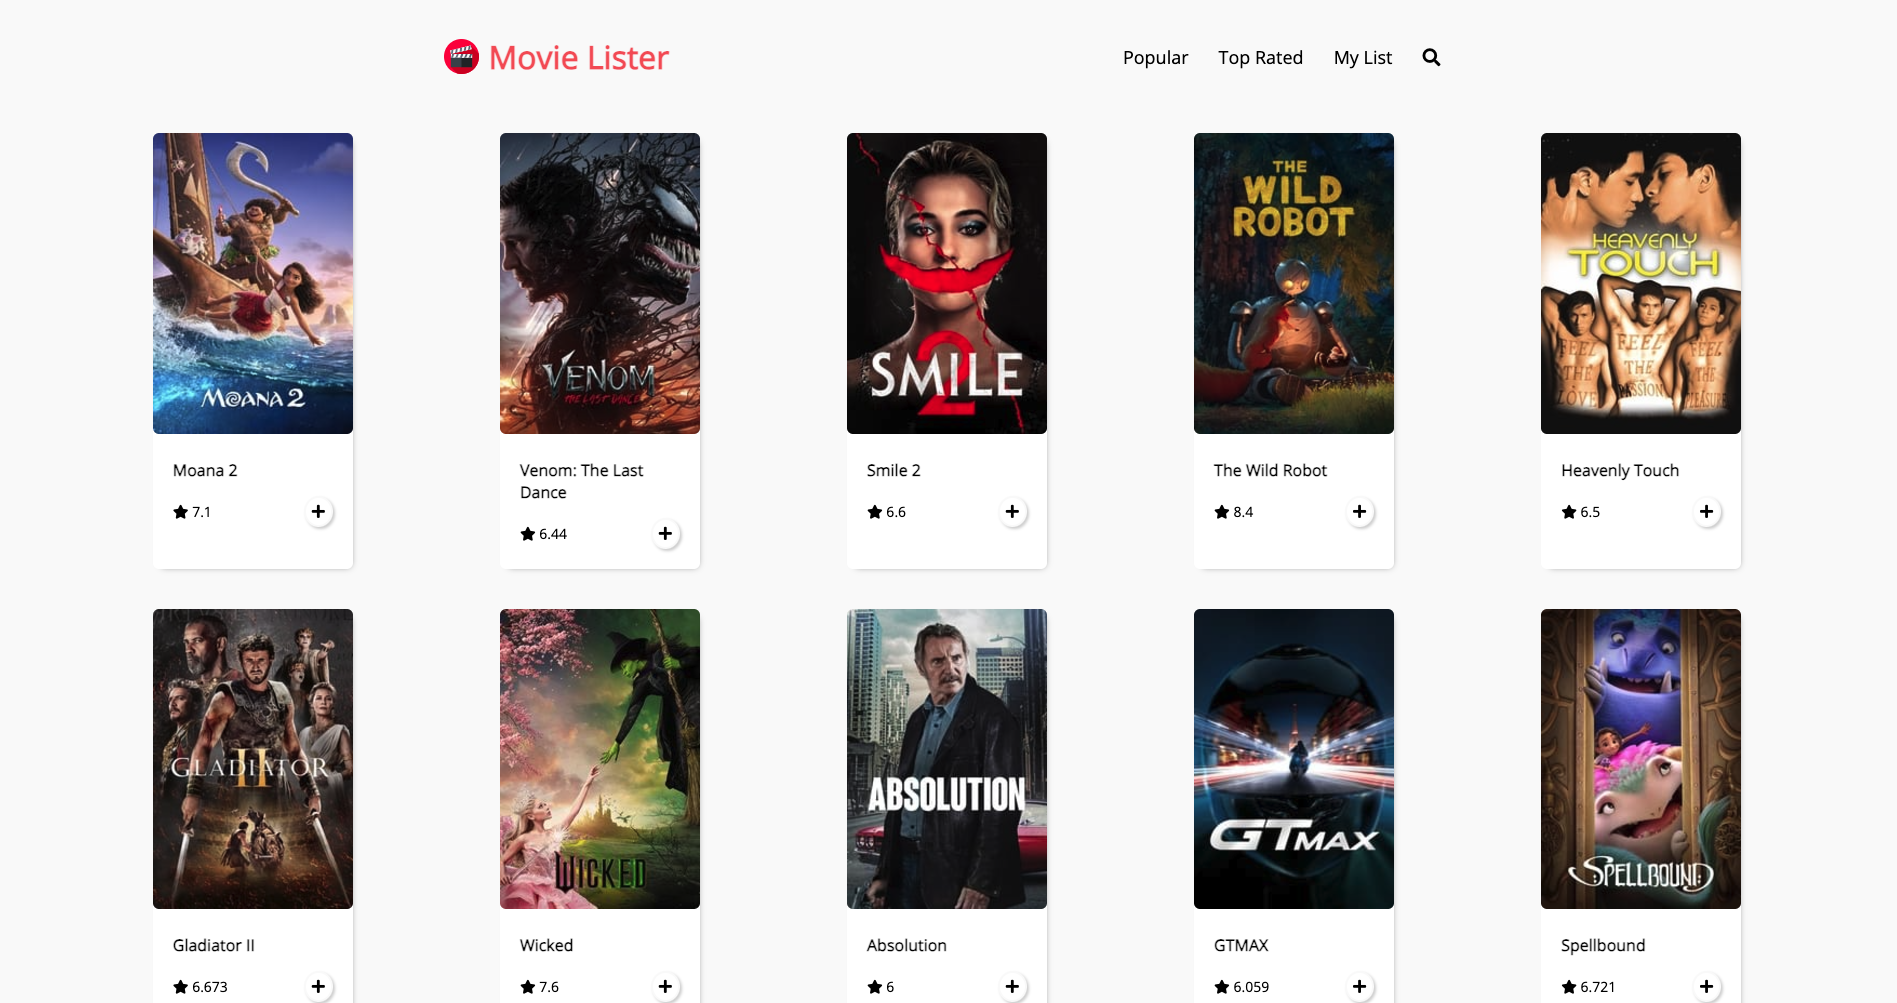 Movie Lister
Popular
Top Rated
My List
MOANA 2
VENOM
THE LAST DANCE
SMILE
2
THE
WILD
ROBOT
HEAVENLY
TOUCH
FEEL
THE
LOVE
FEEL
THE
PASSION
FEEL
THE
PLEASURE
Moana 2
7.1
Venom: The Last
Dance
6.44
Smile 2
6.6
The Wild Robot
8.4
Heavenly Touch
6.5
GLADIATOR
II
WICKED
ABSOLUTION
GTMAX
SPELLBOUND
Gladiator II
6.673
Wicked
7.6
Absolution
6
GTMAX
6.059
Spellbound
6.721